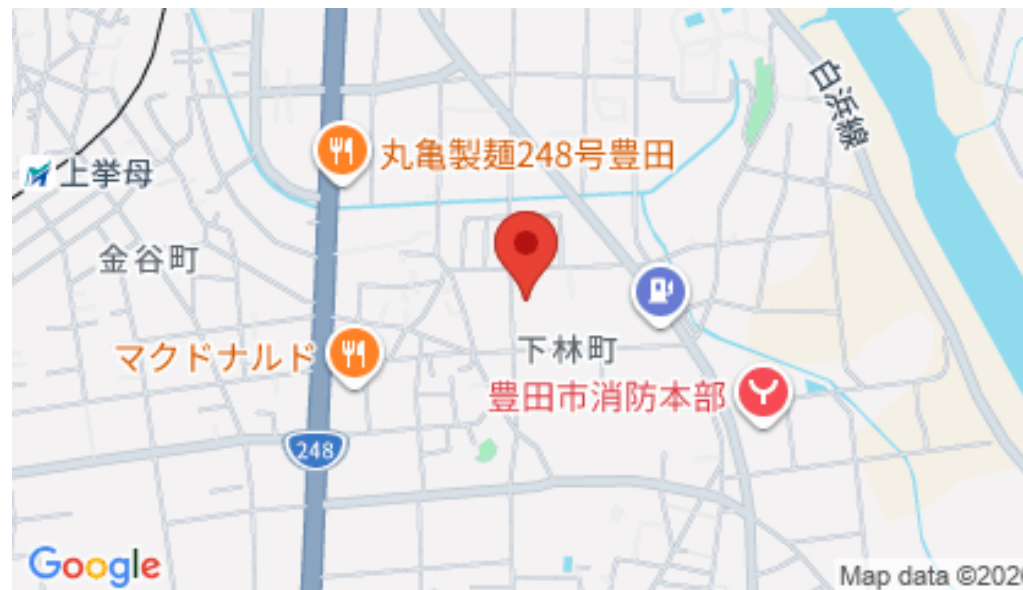 白浜線
丸亀製麺248号豊田
上挙母
金谷町
下林町
マクドナルド
豊田市消防本部
248
Google
Map data ©202